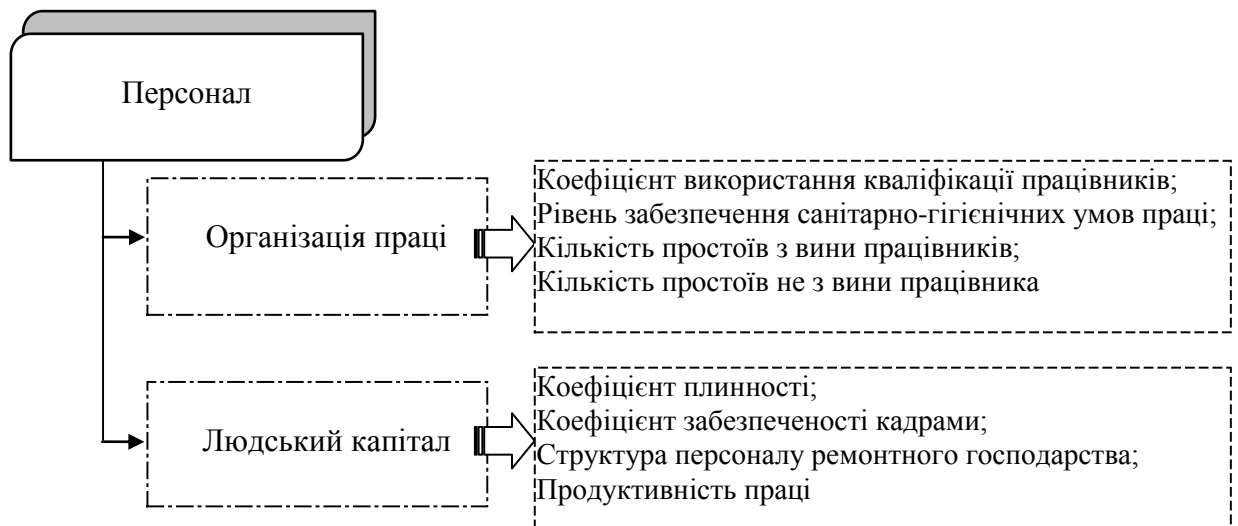 Персонал
Організація праці
Коефіцієнт використання кваліфікації працівників;
Рівень забезпечення санітарно-гігієнічних умов праці;
Кількість простоїв з вини працівників;
Кількість простоїв не з вини працівника
Людський капітал
Коефіцієнт плинності;
Коефіцієнт забезпеченості кадрами;
Структура персоналу ремонтного господарства;
Продуктивність праці